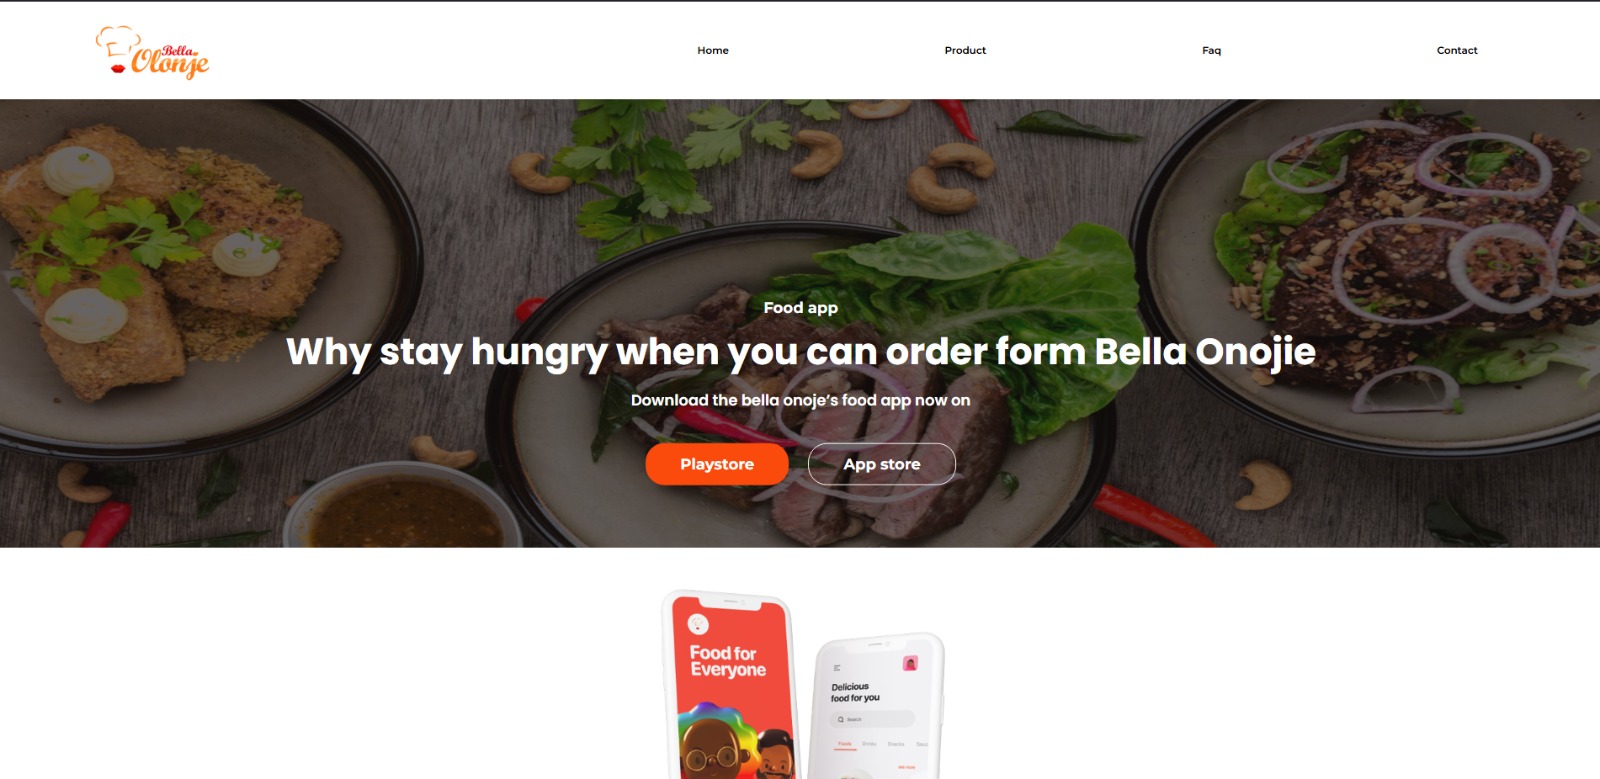 Bella
Olonje
Home
Product
Faq
Contact
Food app
Why stay hungry when you can order form Bella Onojie
Download the bella onoje’s food app now on
Playstore
App store
Food for
Everyone
Delicious
food for you
Search
Foods
Drinks
Snacks
see more